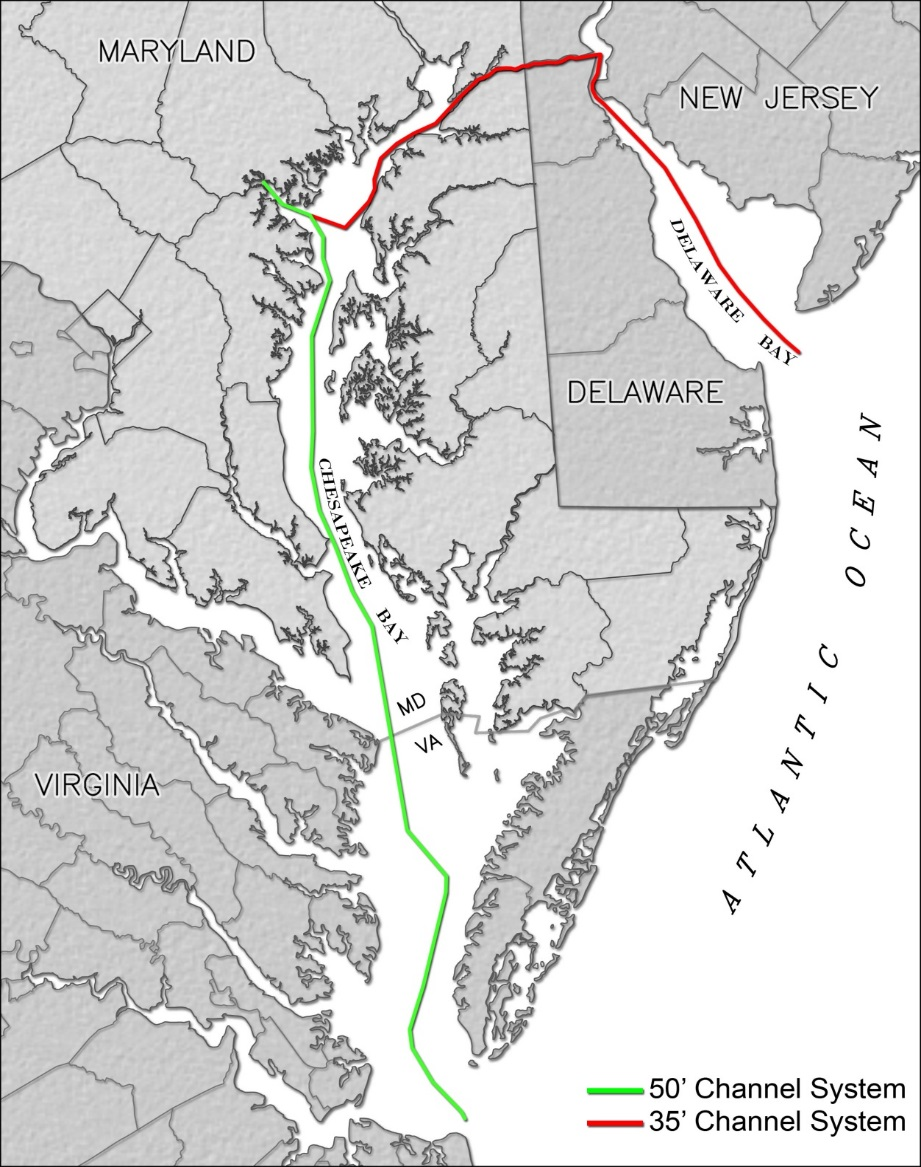 MARYLAND
NEW JERSEY
DELAWARE
BAY
DELAWARE
CHESAPEAKE
BAY
ATLANTIC OCEAN
MD
VA
VIRGINIA
50' Channel System
35' Channel System